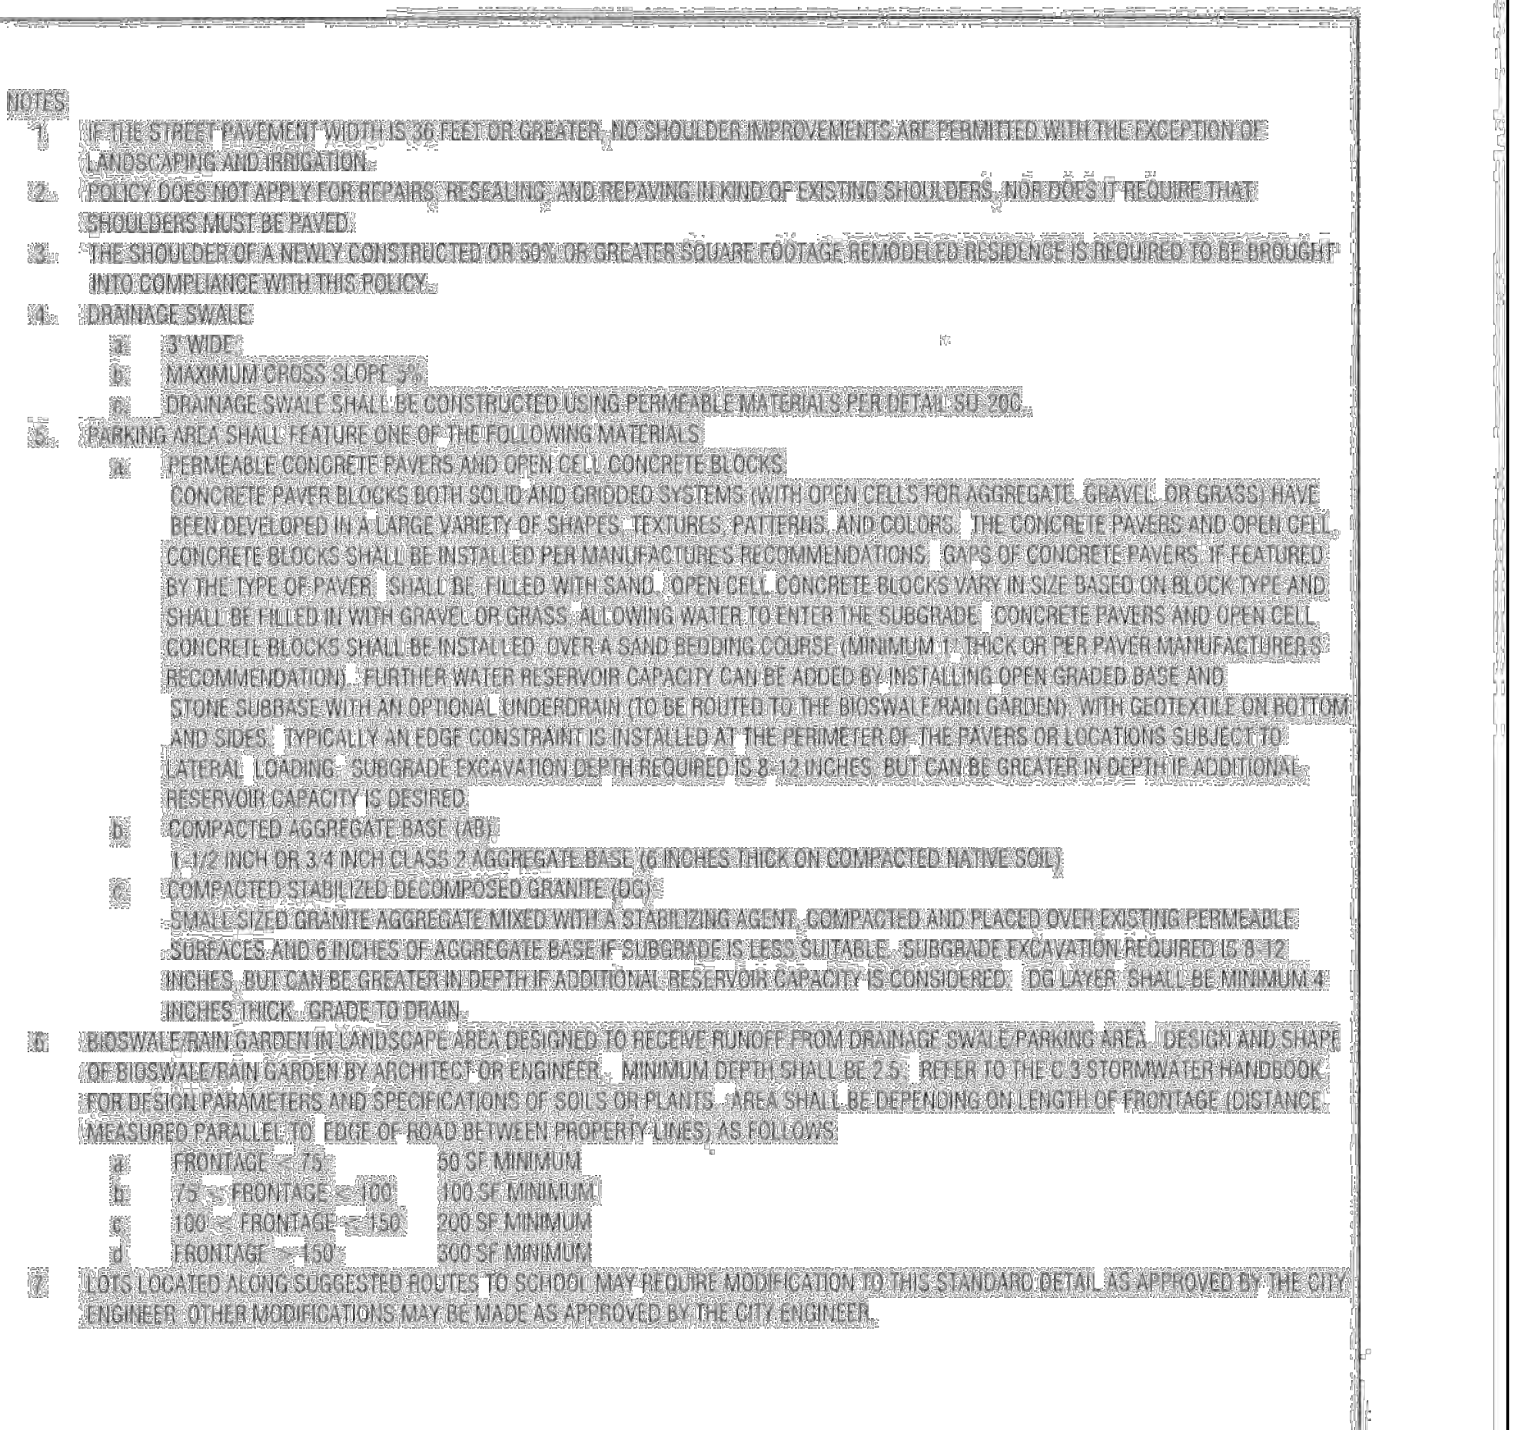 NOTES
1. IF THE STREET PAVEMENT WIDTH IS 36 FEET OR GREATER, NO SHOULDER IMPROVEMENTS ARE PERMITTED WITH THE EXCEPTION OF
LANDSCAPING AND IRRIGATION.
2. POLICY DOES NOT APPLY FOR REPAIRS, RESEALING, AND REPAVING IN KIND OF EXISTING SHOULDERS, NOR DOES IT REQUIRE THAT
SHOULDERS MUST BE PAVED.
3. THE SHOULDER OF A NEWLY CONSTRUCTED OR 50% OR GREATER SQUARE FOOTAGE REMODELED RESIDENCE IS REQUIRED TO BE BROUGHT
INTO COMPLIANCE WITH THIS POLICY.
4. DRAINAGE SWALE
a 3' WIDE
b MAXIMUM CROSS SLOPE 5%
c. DRAINAGE SWALE SHALL BE CONSTRUCTED USING PERMEABLE MATERIALS PER DETAIL SU-20C.
5. PARKING AREA SHALL FEATURE ONE OF THE FOLLOWING MATERIALS
a PERMEABLE CONCRETE PAVERS AND OPEN CELL CONCRETE BLOCKS
CONCRETE PAVER BLOCKS BOTH SOLID AND GRIDDED SYSTEMS (WITH OPEN CELLS FOR AGGREGATE, GRAVEL, OR GRASS) HAVE
BEEN DEVELOPED IN A LARGE VARIETY OF SHAPES, TEXTURES, PATTERNS, AND COLORS. THE CONCRETE PAVERS AND OPEN CELL
CONCRETE BLOCKS SHALL BE INSTALLED PER MANUFACTURE'S RECOMMENDATIONS. GAPS OF CONCRETE PAVERS, IF FEATURED
BY THE TYPE OF PAVER, SHALL BE FILLED WITH SAND. OPEN CELL CONCRETE BLOCKS VARY IN SIZE BASED ON BLOCK TYPE AND
SHALL BE FILLED IN WITH GRAVEL OR GRASS, ALLOWING WATER TO ENTER THE SUBGRADE. CONCRETE PAVERS AND OPEN CELL
CONCRETE BLOCKS SHALL BE INSTALLED OVER A SAND BEDDING COURSE (MINIMUM 1" THICK OR PER PAVER MANUFACTURER'S
RECOMMENDATION). FURTHER WATER RESERVOIR CAPACITY CAN BE ADDED BY INSTALLING OPEN GRADED BASE AND
STONE SUBBASE WITH AN OPTIONAL UNDERDRAIN (TO BE ROUTED TO THE BIOSWALE/RAIN GARDEN), WITH GEOTEXTILE ON BOTTOM
AND SIDES. TYPICALLY AN EDGE CONSTRAINT IS INSTALLED AT THE PERIMETER OF THE PAVERS OR LOCATIONS SUBJECT TO
LATERAL LOADING. SUBGRADE EXCAVATION DEPTH REQUIRED IS 8-12 INCHES, BUT CAN BE GREATER IN DEPTH IF ADDITIONAL
RESERVOIR CAPACITY IS DESIRED.
b COMPACTED AGGREGATE BASE (AB)
1-1/2 INCH OR 3/4 INCH CLASS 2 AGGREGATE BASE (6 INCHES THICK ON COMPACTED NATIVE SOIL)
c COMPACTED STABILIZED DECOMPOSED GRANITE (DG)
SMALL SIZED GRANITE AGGREGATE MIXED WITH A STABILIZING AGENT, COMPACTED AND PLACED OVER EXISTING PERMEABLE
SURFACES AND 6 INCHES OF AGGREGATE BASE IF SUBGRADE IS LESS SUITABLE. SUBGRADE EXCAVATION REQUIRED IS 8-12
INCHES, BUT CAN BE GREATER IN DEPTH IF ADDITIONAL RESERVOIR CAPACITY IS CONSIDERED. DG LAYER SHALL BE MINIMUM 4
INCHES THICK. GRADE TO DRAIN.
6 BIOSWALE/RAIN GARDEN IN LANDSCAPE AREA DESIGNED TO RECEIVE RUNOFF FROM DRAINAGE SWALE/PARKING AREA. DESIGN AND SHAPE
OF BIOSWALE/RAIN GARDEN BY ARCHITECT OR ENGINEER. MINIMUM DEPTH SHALL BE 2.5'. REFER TO THE C.3 STORMWATER HANDBOOK
FOR DESIGN PARAMETERS AND SPECIFICATIONS OF SOILS OR PLANTS. AREA SHALL BE DEPENDING ON LENGTH OF FRONTAGE (DISTANCE
MEASURED PARALLEL TO EDGE OF ROAD BETWEEN PROPERTY LINES) AS FOLLOWS
a FRONTAGE < 75' 50 SF MINIMUM
b 75' < FRONTAGE < 100' 100 SF MINIMUM
c 100' < FRONTAGE < 150' 200 SF MINIMUM
d FRONTAGE > 150' 300 SF MINIMUM
7 LOTS LOCATED ALONG SUGGESTED ROUTES TO SCHOOL MAY REQUIRE MODIFICATION TO THIS STANDARD DETAIL AS APPROVED BY THE CITY
ENGINEER. OTHER MODIFICATIONS MAY BE MADE AS APPROVED BY THE CITY ENGINEER.